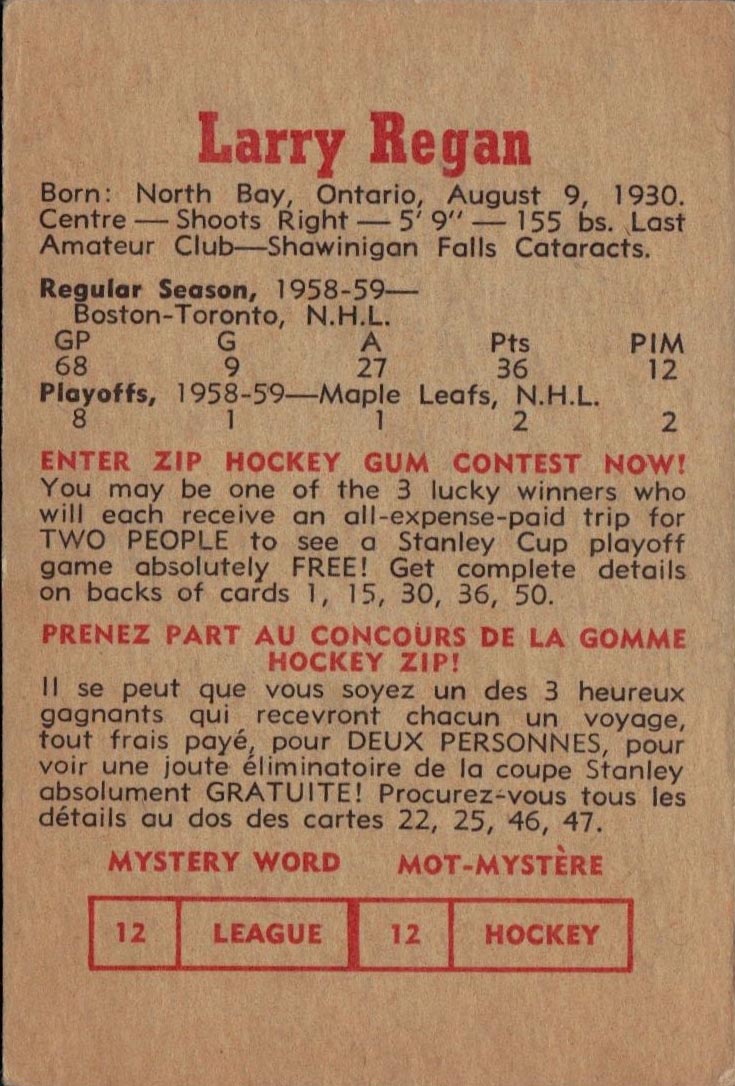 Larry Regan
Born: North Bay, Ontario, August 9, 1930.
Centre — Shoots Right — 5' 9" — 155 bs. Last
Amateur Club—Shawinigan Falls Cataracts.
Regular Season, 1958-59—
Boston-Toronto, N.H.L.
GP G A Pts PIM
68 9 27 36 12
Playoffs, 1958-59—Maple Leafs, N.H.L.
8 1 1 2 2
ENTER ZIP HOCKEY GUM CONTEST NOW!
You may be one of the 3 lucky winners who
will each receive an all-expense-paid trip for
TWO PEOPLE to see a Stanley Cup playoff
game absolutely FREE! Get complete details
on backs of cards 1, 15, 30, 36, 50.
PRENEZ PART AU CONCOURS DE LA GOMME
HOCKEY ZIP!
Il se peut que vous soyez un des 3 heureux
gagnants qui recevront chacun un voyage,
tout frais payé, pour DEUX PERSONNES, pour
voir une joute éliminatoire de la coupe Stanley
absolument GRATUITE! Procurez-vous tous les
détails au dos des cartes 22, 25, 46, 47.
MYSTERY WORD MOT-MYSTÈRE
12 LEAGUE 12 HOCKEY